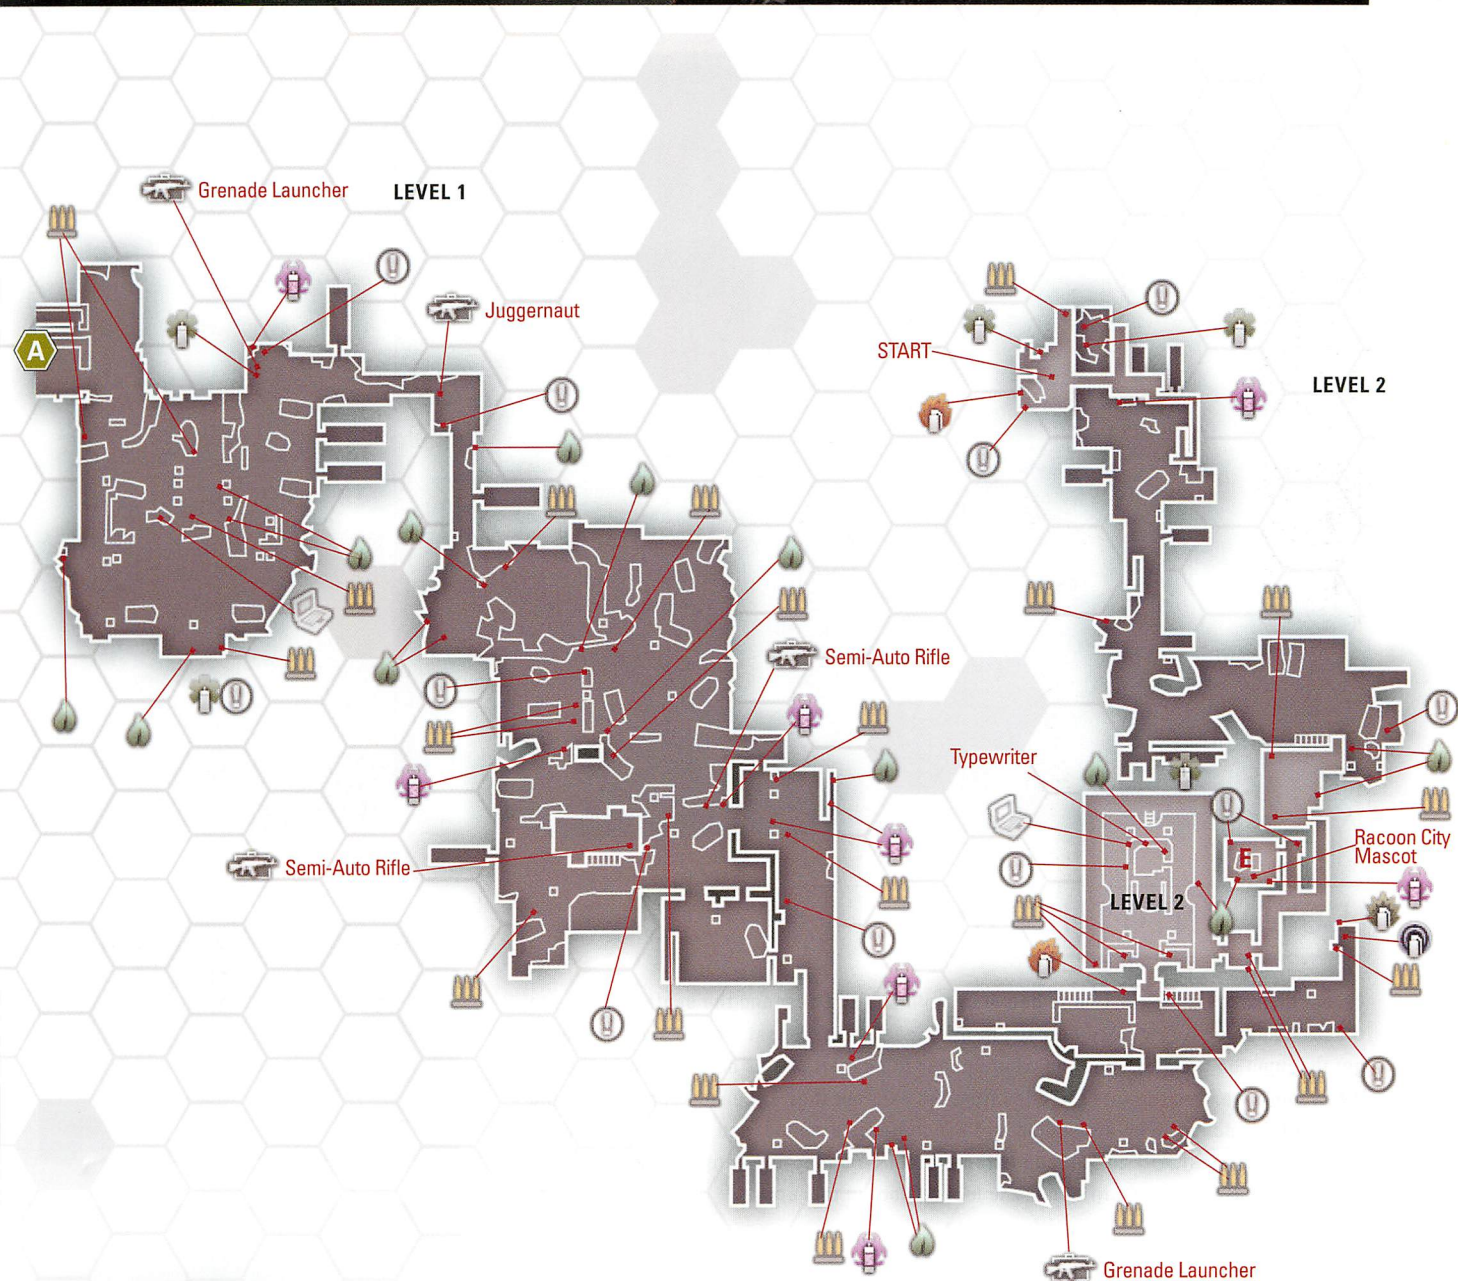 Grenade Launcher
LEVEL 1
Juggernaut
A
START
LEVEL 2
Semi-Auto Rifle
Typewriter
Racoon City
Mascot
E
Semi-Auto Rifle
LEVEL 2
Grenade Launcher